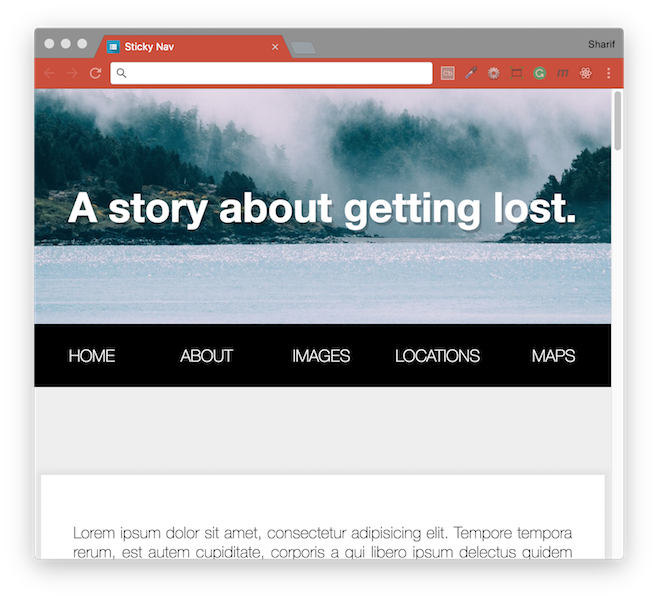 Sticky Nav
Sharif
A story about getting lost.
HOME ABOUT IMAGES LOCATIONS MAPS
Lorem ipsum dolor sit amet, consectetur adipisicing elit. Tempore tempora
rerum, est autem cupiditate, corporis a qui libero ipsum delectus quidem